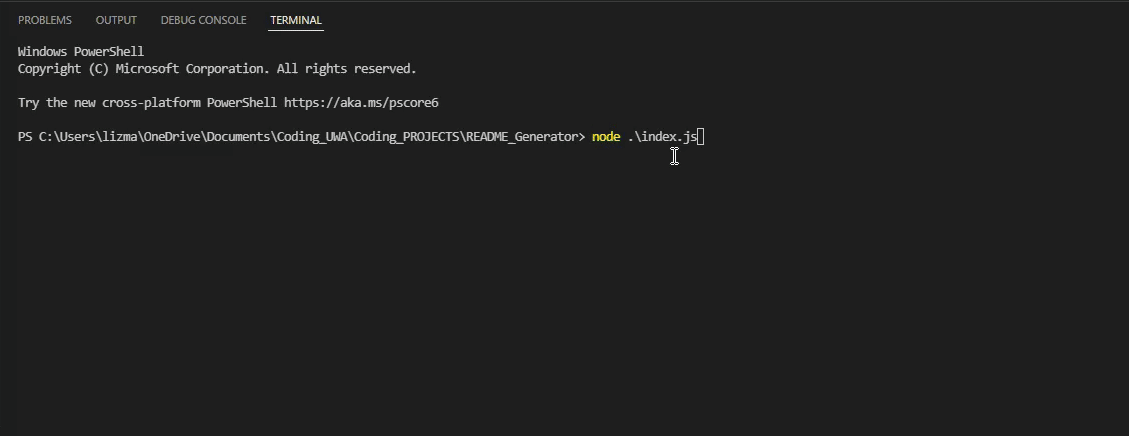 PROBLEMS OUTPUT DEBUG CONSOLE TERMINAL
Windows PowerShell
Copyright (C) Microsoft Corporation. All rights reserved.
Try the new cross-platform PowerShell https://aka.ms/pscore6
PS C:\Users\lizma\OneDrive\Documents\Coding_UWA\Coding_PROJECTS\README_Generator> node .\index.js